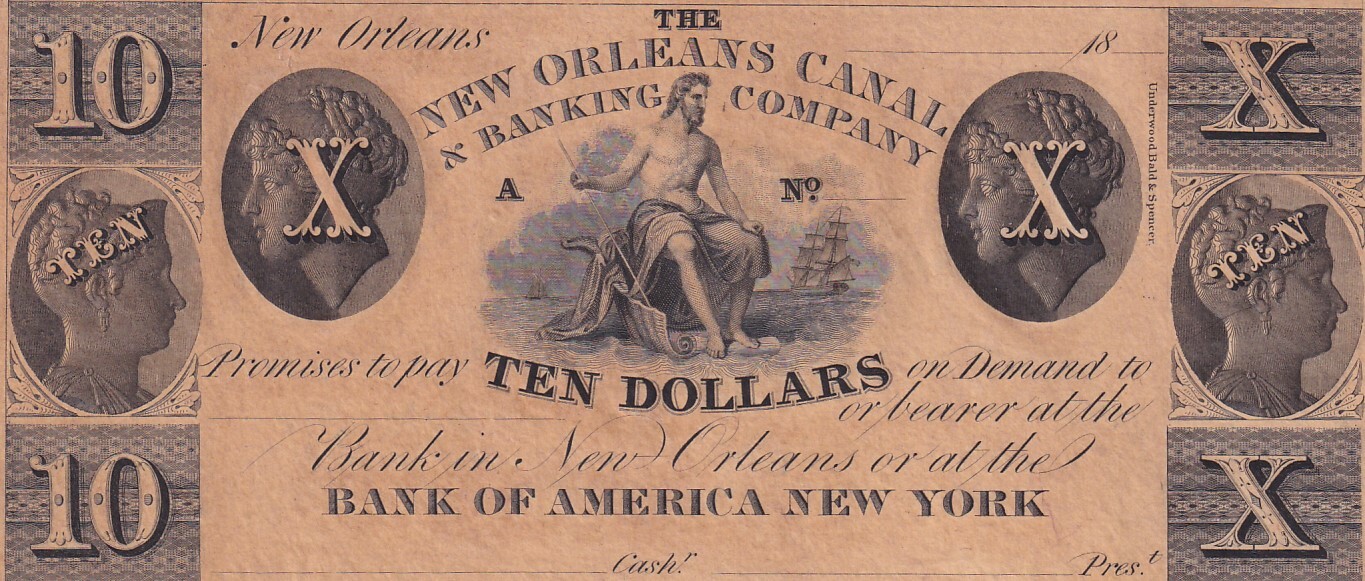 10
New Orleans
THE
18
X
NEW ORLEANS CANAL
& BANKING COMPANY
X
X
A
Nº
Underwood Bald & Spencer.
TEN
TEN
Promises to pay TEN DOLLARS on Demand to
or bearer at the
Bank in New Orleans or at the
BANK OF AMERICA NEW YORK
10
X
Cashr.
Prest.